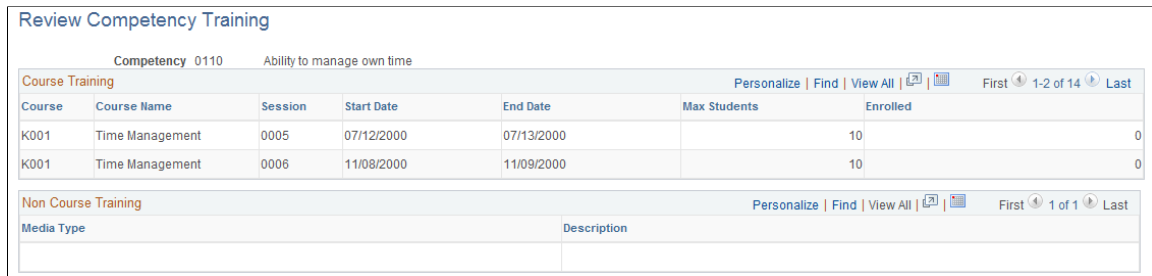 Review Competency Training
Competency 0110 Ability to manage own time
Course Training Personalize | Find | View All | | First 1-2 of 14 Last
Course Course Name Session Start Date End Date Max Students Enrolled
K001 Time Management 0005 07/12/2000 07/13/2000 10 0
K001 Time Management 0006 11/08/2000 11/09/2000 10 0
Non Course Training Personalize | Find | View All | | First 1 of 1 Last
Media Type Description